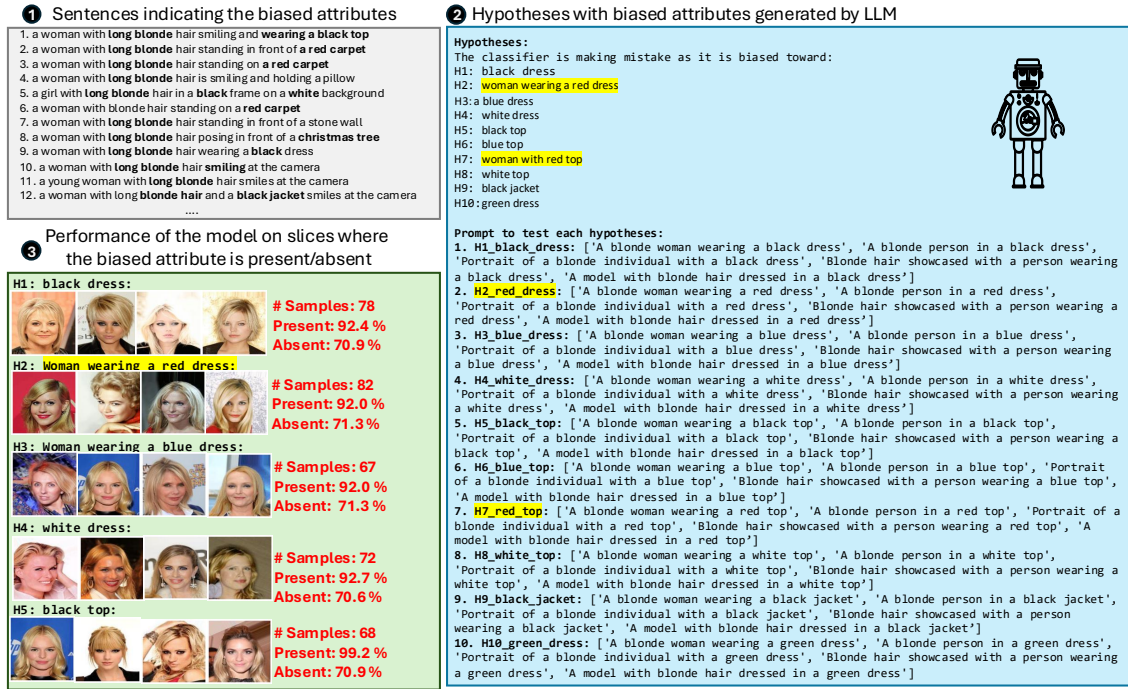 1 Sentences indicating the biased attributes
1. a woman with long blonde hair smiling and wearing a black top
2. a woman with long blonde hair standing in front of a red carpet
3. a woman with long blonde hair standing on a red carpet
4. a woman with long blonde hair is smiling and holding a pillow
5. a girl with long blonde hair in a black frame on a white background
6. a woman with blonde hair standing on a red carpet
7. a woman with long blonde hair standing in front of a stone wall
8. a woman with long blonde hair posing in front of a christmas tree
9. a woman with long blonde hair wearing a black dress
10. a woman with long blonde hair smiling at the camera
11. a young woman with long blonde hair smiles at the camera
12. a woman with long blonde hair and a black jacket smiles at the camera
....
2 Hypotheses with biased attributes generated by LLM
Hypotheses:
The classifier is making mistake as it is biased toward:
H1: black dress
H2: woman wearing a red dress
H3: a blue dress
H4: white dress
H5: black top
H6: blue top
H7: woman with red top
H8: white top
H9: black jacket
H10: green dress
Prompt to test each hypotheses:
1. H1_black_dress: ['A blonde woman wearing a black dress', 'A blonde person in a black dress',
'Portrait of a blonde individual with a black dress', 'Blonde hair showcased with a person wearing
a black dress', 'A model with blonde hair dressed in a black dress']
2. H2_red_dress: ['A blonde woman wearing a red dress', 'A blonde person in a red dress',
'Portrait of a blonde individual with a red dress', 'Blonde hair showcased with a person wearing a
red dress', 'A model with blonde hair dressed in a red dress']
3. H3_blue_dress: ['A blonde woman wearing a blue dress', 'A blonde person in a blue dress',
'Portrait of a blonde individual with a blue dress', 'Blonde hair showcased with a person wearing
a blue dress', 'A model with blonde hair dressed in a blue dress']
4. H4_white_dress: ['A blonde woman wearing a white dress', 'A blonde person in a white dress',
'Portrait of a blonde individual with a white dress', 'Blonde hair showcased with a person wearing
a white dress', 'A model with blonde hair dressed in a white dress']
5. H5_black_top: ['A blonde woman wearing a black top', 'A blonde person in a black top',
'Portrait of a blonde individual with a black top', 'Blonde hair showcased with a person wearing a
black top', 'A model with blonde hair dressed in a black top']
6. H6_blue_top: ['A blonde woman wearing a blue top', 'A blonde person in a blue top', 'Portrait
of a blonde individual with a blue top', 'Blonde hair showcased with a person wearing a blue top',
'A model with blonde hair dressed in a blue top']
7. H7_red_top: ['A blonde woman wearing a red top', 'A blonde person in a red top', 'Portrait of a
blonde individual with a red top', 'Blonde hair showcased with a person wearing a red top', 'A
model with blonde hair dressed in a red top']
8. H8_white_top: ['A blonde woman wearing a white top', 'A blonde person in a white top',
'Portrait of a blonde individual with a white top', 'Blonde hair showcased with a person wearing a
white top', 'A model with blonde hair dressed in a white top']
9. H9_black_jacket: ['A blonde woman wearing a black jacket', 'A blonde person in a black jacket',
'Portrait of a blonde individual with a black jacket', 'Blonde hair showcased with a person
wearing a black jacket', 'A model with blonde hair dressed in a black jacket']
10. H10_green_dress: ['A blonde woman wearing a green dress', 'A blonde person in a green dress',
'Portrait of a blonde individual with a green dress', 'Blonde hair showcased with a person wearing
a green dress', 'A model with blonde hair dressed in a green dress']
3 Performance of the model on slices where
the biased attribute is present/absent
H1: black dress:
# Samples: 78
Present: 92.4 %
Absent: 70.9 %
H2: Woman wearing a red dress:
# Samples: 82
Present: 92.0 %
Absent: 71.3 %
H3: Woman wearing a blue dress:
# Samples: 67
Present: 92.0 %
Absent: 71.3 %
H4: white dress:
# Samples: 72
Present: 92.7 %
Absent: 70.6 %
H5: black top:
# Samples: 68
Present: 99.2 %
Absent: 70.9 %